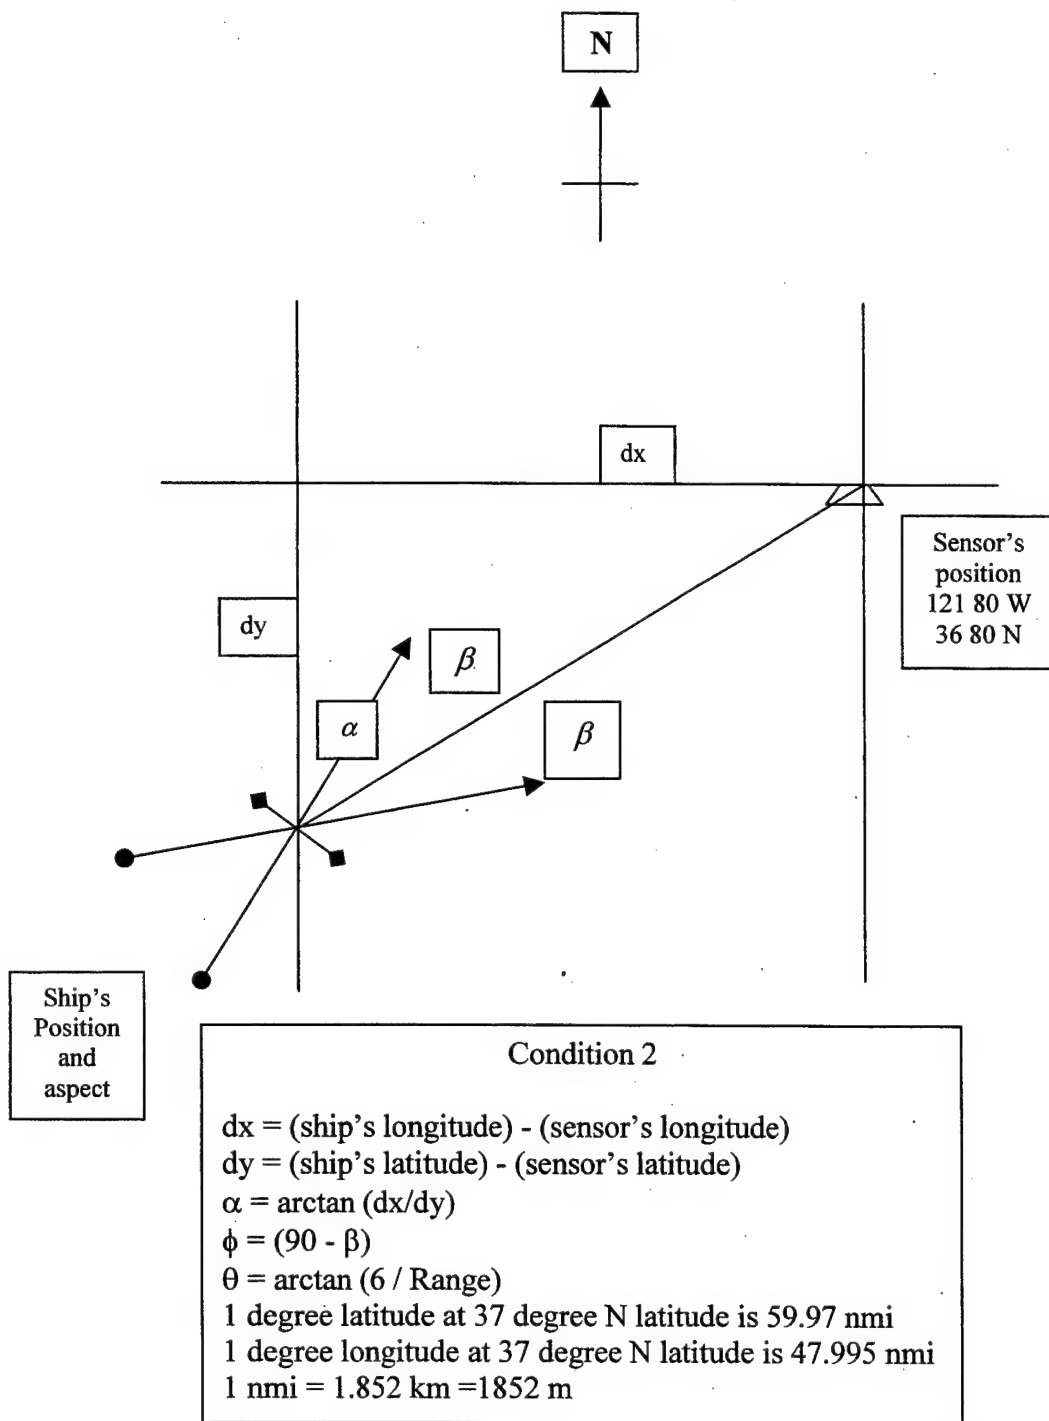 N
dx
Sensor's
position
121 80 W
36 80 N
dy
β
α
β
Ship's
Position
and
aspect
Condition 2
dx = (ship's longitude) - (sensor's longitude)
dy = (ship's latitude) - (sensor's latitude)
α = arctan (dx/dy)
ϕ = (90 - β)
θ = arctan (6 / Range)
1 degree latitude at 37 degree N latitude is 59.97 nmi
1 degree longitude at 37 degree N latitude is 47.995 nmi
1 nmi = 1.852 km =1852 m